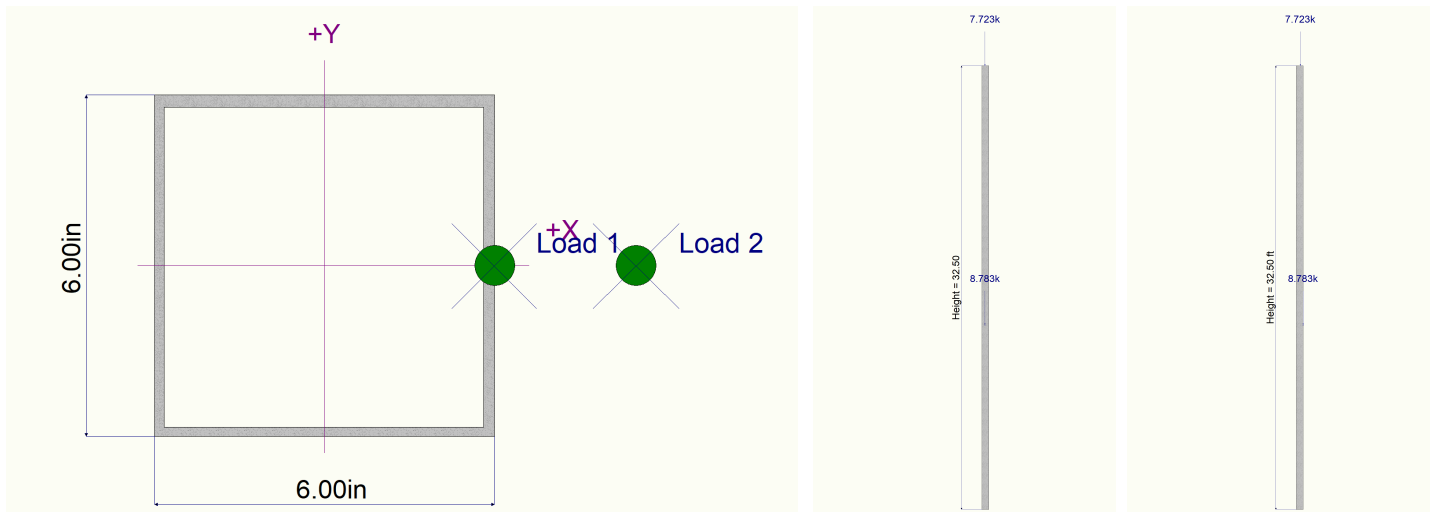 +Y
6.00in
+X
Load 1
Load 2
6.00in
7.723k
Height = 32.50
8.783k
7.723k
Height = 32.50 ft
8.783k